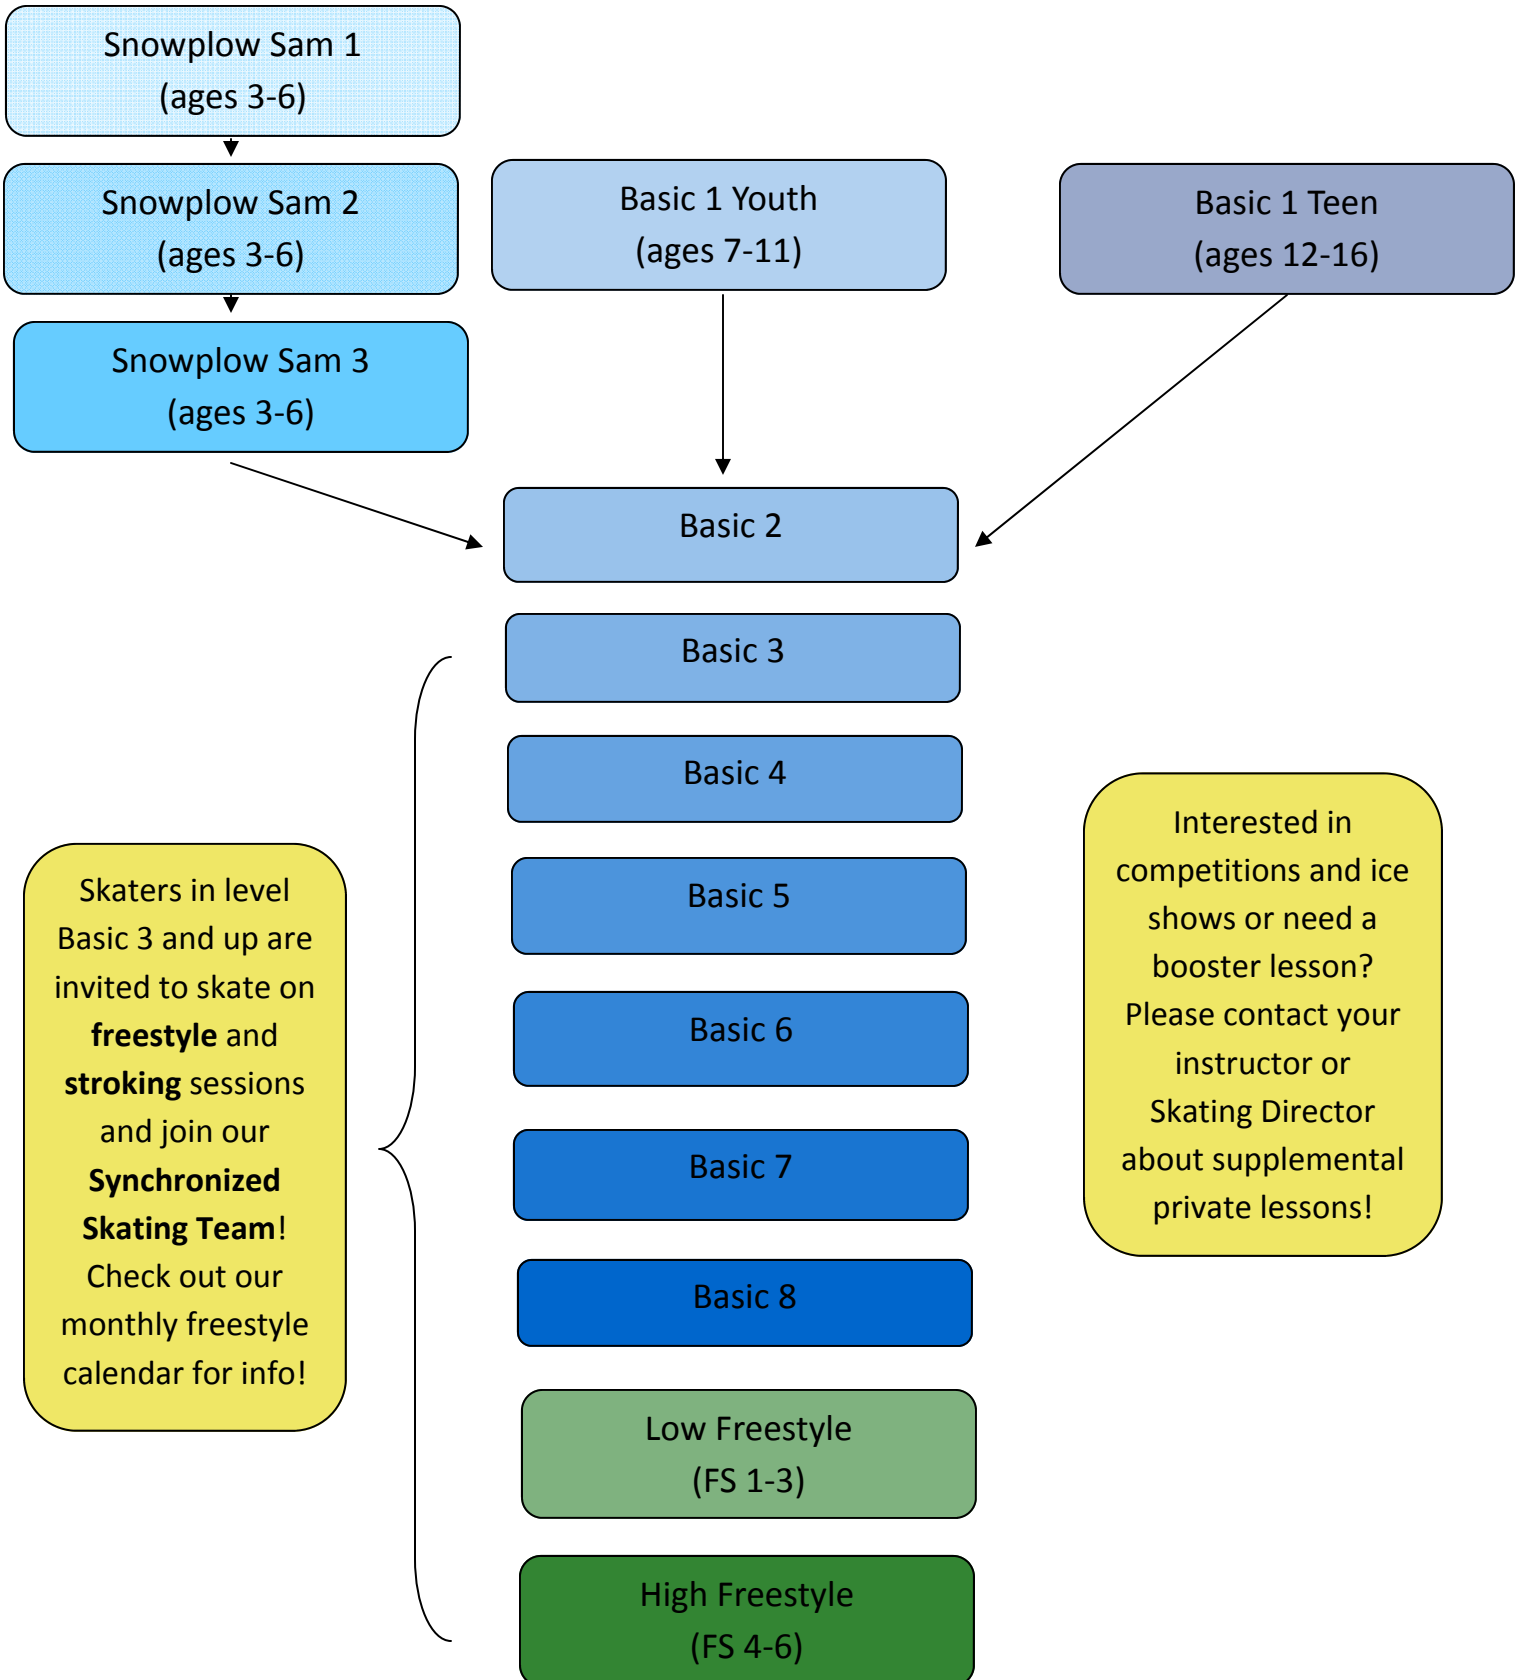 Snowplow Sam 1
(ages 3-6)
Snowplow Sam 2
(ages 3-6)
Snowplow Sam 3
(ages 3-6)
Basic 1 Youth
(ages 7-11)
Basic 1 Teen
(ages 12-16)
Basic 2
Basic 3
Basic 4
Basic 5
Basic 6
Basic 7
Basic 8
Low Freestyle
(FS 1-3)
High Freestyle
(FS 4-6)
Skaters in level
Basic 3 and up are
invited to skate on
freestyle and
stroking sessions
and join our
Synchronized
Skating Team!
Check out our
monthly freestyle
calendar for info!
Interested in
competitions and ice
shows or need a
booster lesson?
Please contact your
instructor or
Skating Director
about supplemental
private lessons!